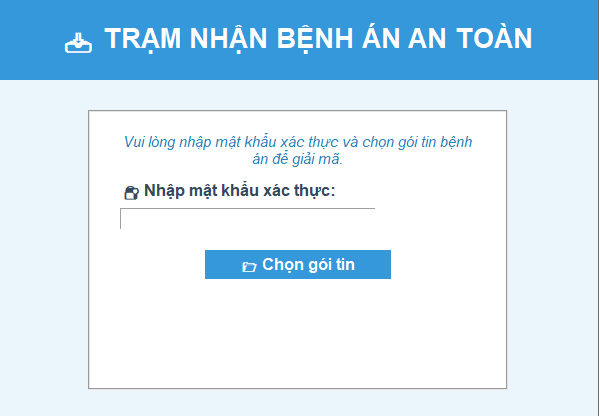 TRẠM NHẬN BỆNH ÁN AN TOÀN
Vui lòng nhập mật khẩu xác thực và chọn gói tin bệnh
án để giải mã.
Nhập mật khẩu xác thực:
Chọn gói tin